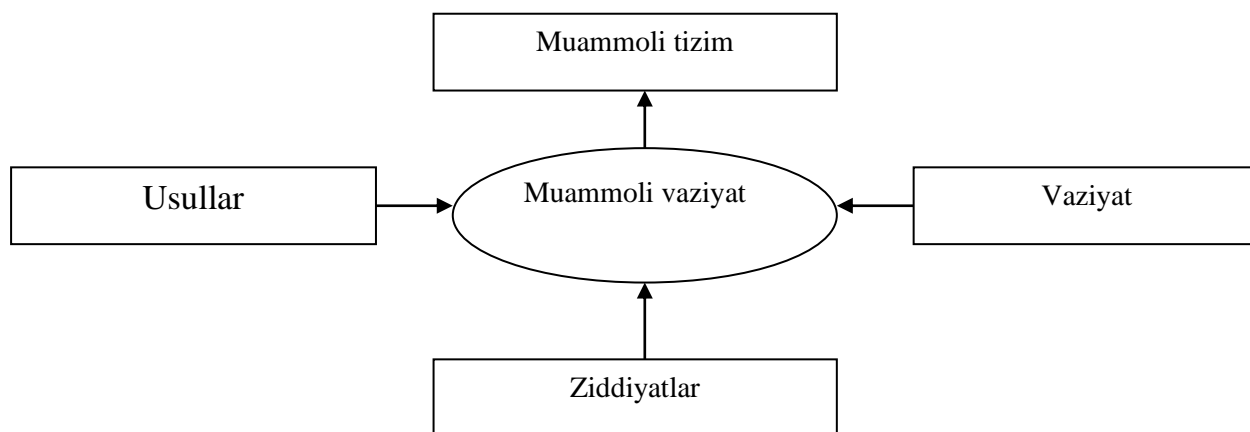 Muammoli tizim
Usullar
Muammoli vaziyat
Vaziyat
Ziddiyatlar